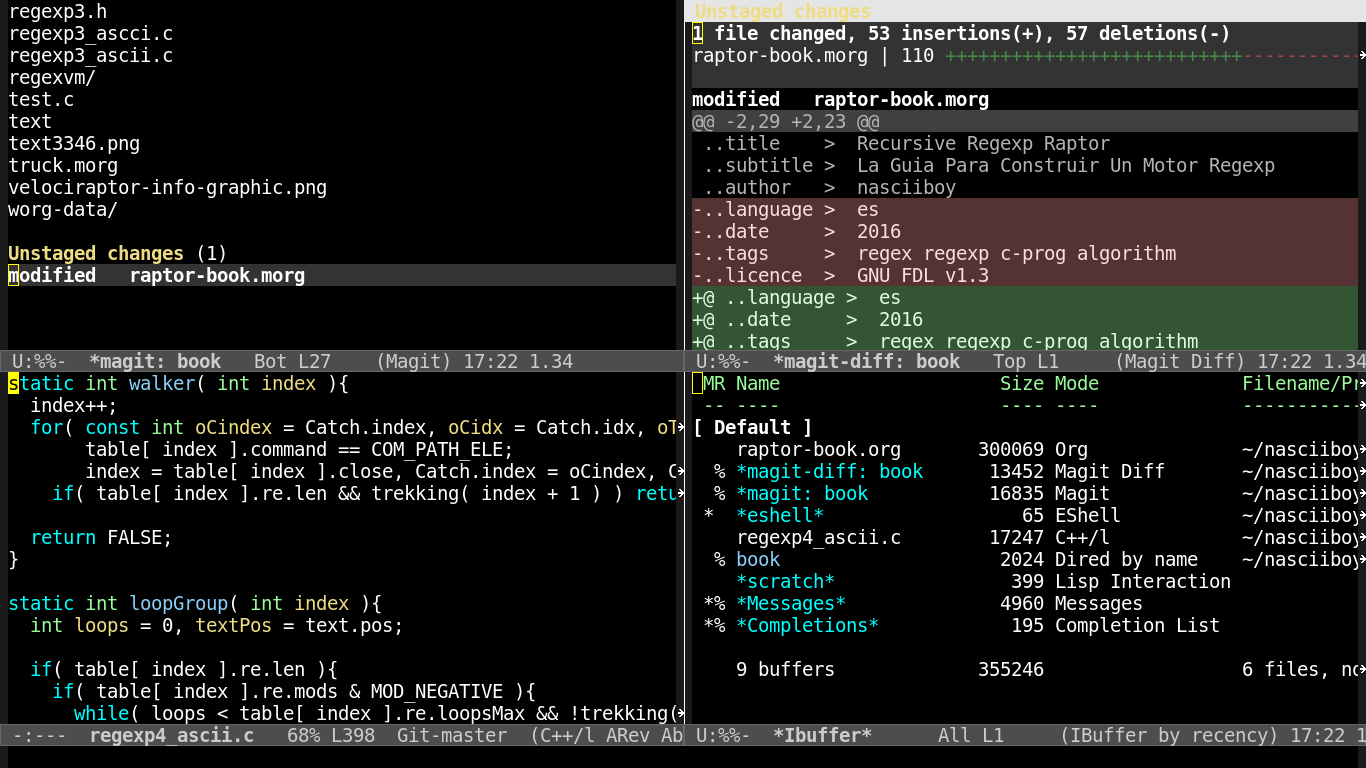 regexp3.h
regexp3_ascci.c
regexp3_ascii.c
regexvm/
test.c
text
text3346.png
truck.morg
velociraptor-info-graphic.png
worg-data/
Unstaged changes (1)
modified   raptor-book.morg
U:%%-  *magit: book   Bot L27    (Magit) 17:22 1.34
Unstaged changes
1 file changed, 53 insertions(+), 57 deletions(-)
raptor-book.morg | 110 +++++++++++++++++++++++++++-----------
modified   raptor-book.morg
@@ -2,29 +2,23 @@
 ..title    >  Recursive Regexp Raptor
 ..subtitle >  La Guia Para Construir Un Motor Regexp
 ..author   >  nasciiboy
-..language >  es
-..date     >  2016
-..tags     >  regex regexp c-prog algorithm
-..licence  >  GNU FDL v1.3
+@ ..language >  es
+@ ..date     >  2016
+@ ..tags     >  regex regexp c-prog algorithm
U:%%-  *magit-diff: book   Top L1     (Magit Diff) 17:22 1.34
static int walker( int index ){
  index++;
  for( const int oCindex = Catch.index, oCidx = Catch.idx, oT
       table[ index ].command == COM_PATH_ELE;
       index = table[ index ].close, Catch.index = oCindex, C
    if( table[ index ].re.len && trekking( index + 1 ) ) retu
  return FALSE;
}
static int loopGroup( int index ){
  int loops = 0, textPos = text.pos;
  if( table[ index ].re.len ){
    if( table[ index ].re.mods & MOD_NEGATIVE ){
      while( loops < table[ index ].re.loopsMax && !trekking(
-:---  regexp4_ascii.c   68% L398  Git-master  (C++/l ARev Ab
 MR Name                    Size Mode             Filename/Pr
 -- ----                    ---- ----             -----------
[ Default ]
    raptor-book.org       300069 Org              ~/nasciiboy
  % *magit-diff: book      13452 Magit Diff       ~/nasciiboy
  % *magit: book           16835 Magit            ~/nasciiboy
 *  *eshell*                  65 EShell           ~/nasciiboy
    regexp4_ascii.c        17247 C++/l            ~/nasciiboy
  % book                    2024 Dired by name    ~/nasciiboy
    *scratch*                399 Lisp Interaction
 *% *Messages*              4960 Messages
 *% *Completions*            195 Completion List
    9 buffers             355246                  6 files, no
U:%%-  *Ibuffer*      All L1     (IBuffer by recency) 17:22 1